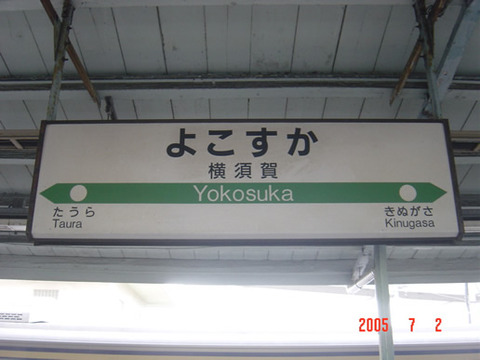 よこすか
横須賀
Yokosuka
たうら
Taura
きぬがさ
Kinugasa
2005 7 2